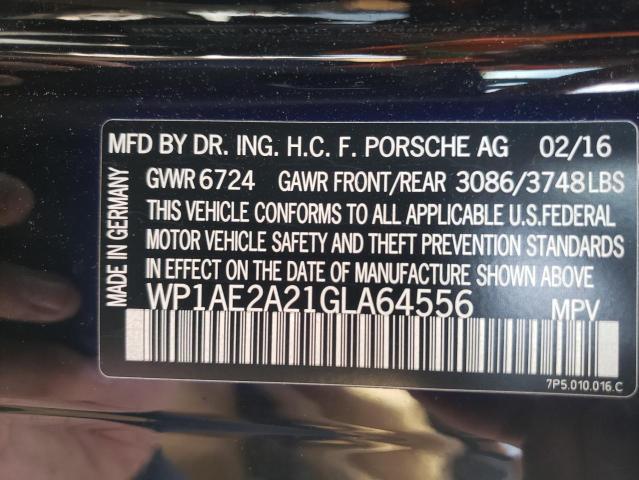 MFD BY DR. ING. H.C. F. PORSCHE AG 02/16
GVWR 6724 GAWR FRONT/REAR 3086/3748 LBS
THIS VEHICLE CONFORMS TO ALL APPLICABLE U.S. FEDERAL
MOTOR VEHICLE SAFETY AND THEFT PREVENTION STANDARDS
IN EFFECT ON THE DATE OF MANUFACTURE SHOWN ABOVE
WP1AE2A21GLA64556 MPV
7P5.010.016.C
MADE IN GERMANY